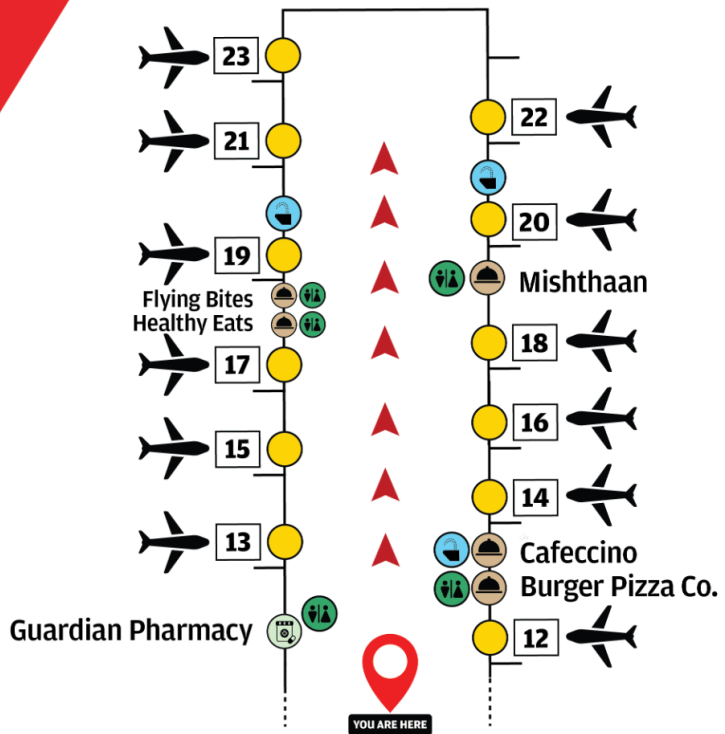 23
22
21
20
19
Flying Bites
Mishthaan
Healthy Eats
18
17
16
15
14
13
Cafeccino
Burger Pizza Co.
Guardian Pharmacy
12
YOU ARE HERE